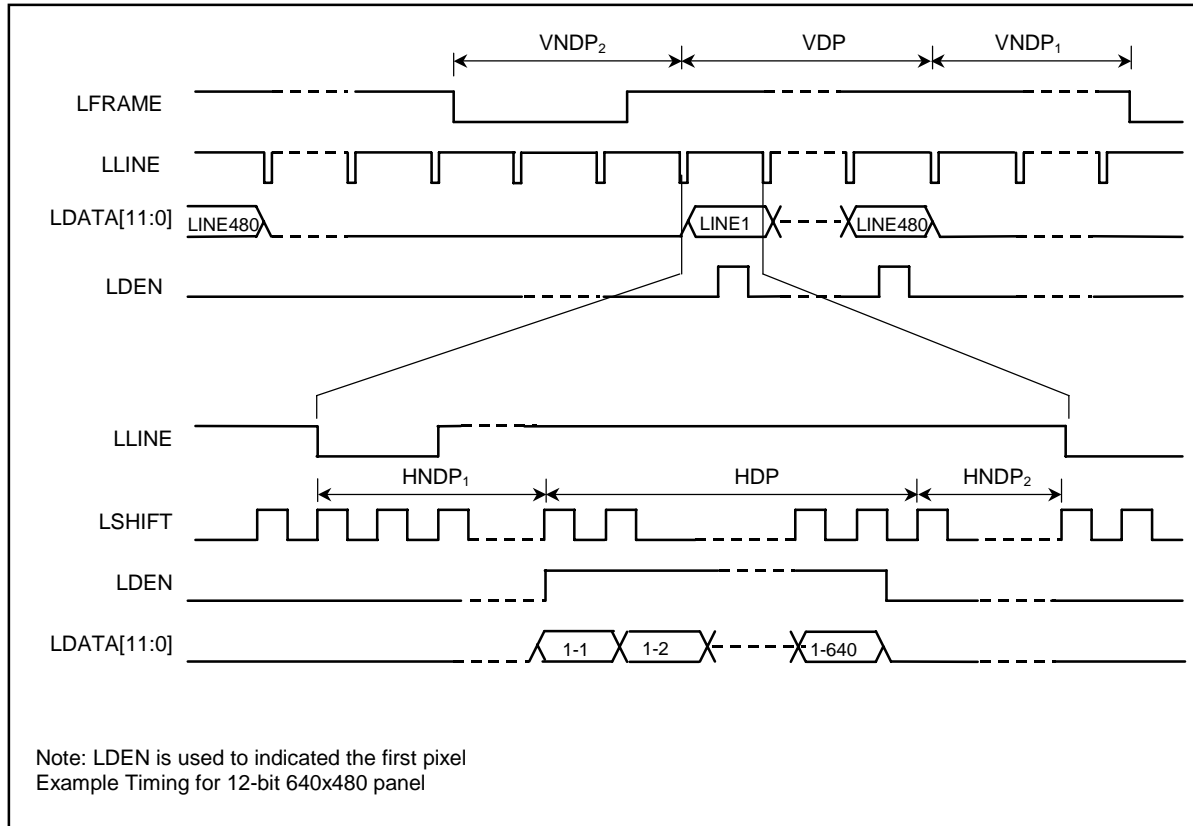 VNDP₂ VDP VNDP₁
LFRAME
LLINE
LDATA[11:0] LINE480 LINE1 LINE480
LDEN
LLINE
HNDP₁ HDP HNDP₂
LSHIFT
LDEN
LDATA[11:0] 1-1 1-2 1-640
Note: LDEN is used to indicated the first pixel
Example Timing for 12-bit 640x480 panel